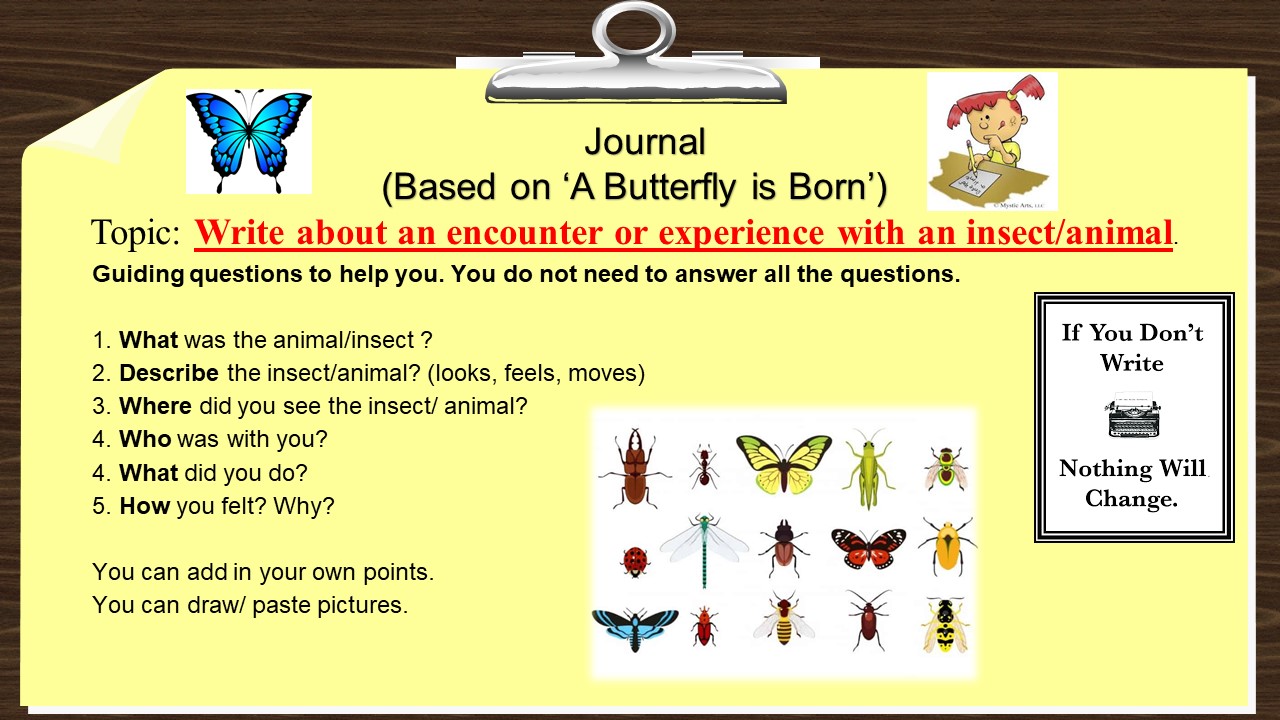 Journal
(Based on ‘A Butterfly is Born’)
© Mystic Arts, LLC
Topic: Write about an encounter or experience with an insect/animal.
Guiding questions to help you. You do not need to answer all the questions.
1. What was the animal/insect ?
2. Describe the insect/animal? (looks, feels, moves)
3. Where did you see the insect/ animal?
4. Who was with you?
4. What did you do?
5. How you felt? Why?
You can add in your own points.
You can draw/ paste pictures.
If You Don’t
Write
Nothing Will
Change.